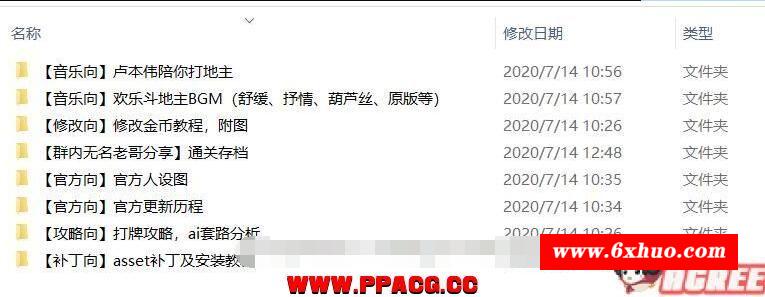 名称 修改日期 类型
【音乐向】卢本伟陪你打地主 2020/7/14 10:56 文件夹
【音乐向】欢乐斗地主BGM（舒缓、抒情、葫芦丝、原版等） 2020/7/14 10:57 文件夹
【修改向】修改金币教程，附图 2020/7/14 10:26 文件夹
【群内无名老哥分享】通关存档 2020/7/14 12:48 文件夹
【官方向】官方人设图 2020/7/14 10:35 文件夹
【官方向】官方更新历程 2020/7/14 10:34 文件夹
【攻略向】打牌攻略，ai套路分析 2020/7/14 10:26 文件夹
【补丁向】asset补丁及安装教
www.6xhuo.com
WWW.PPACG.CC
ACREE